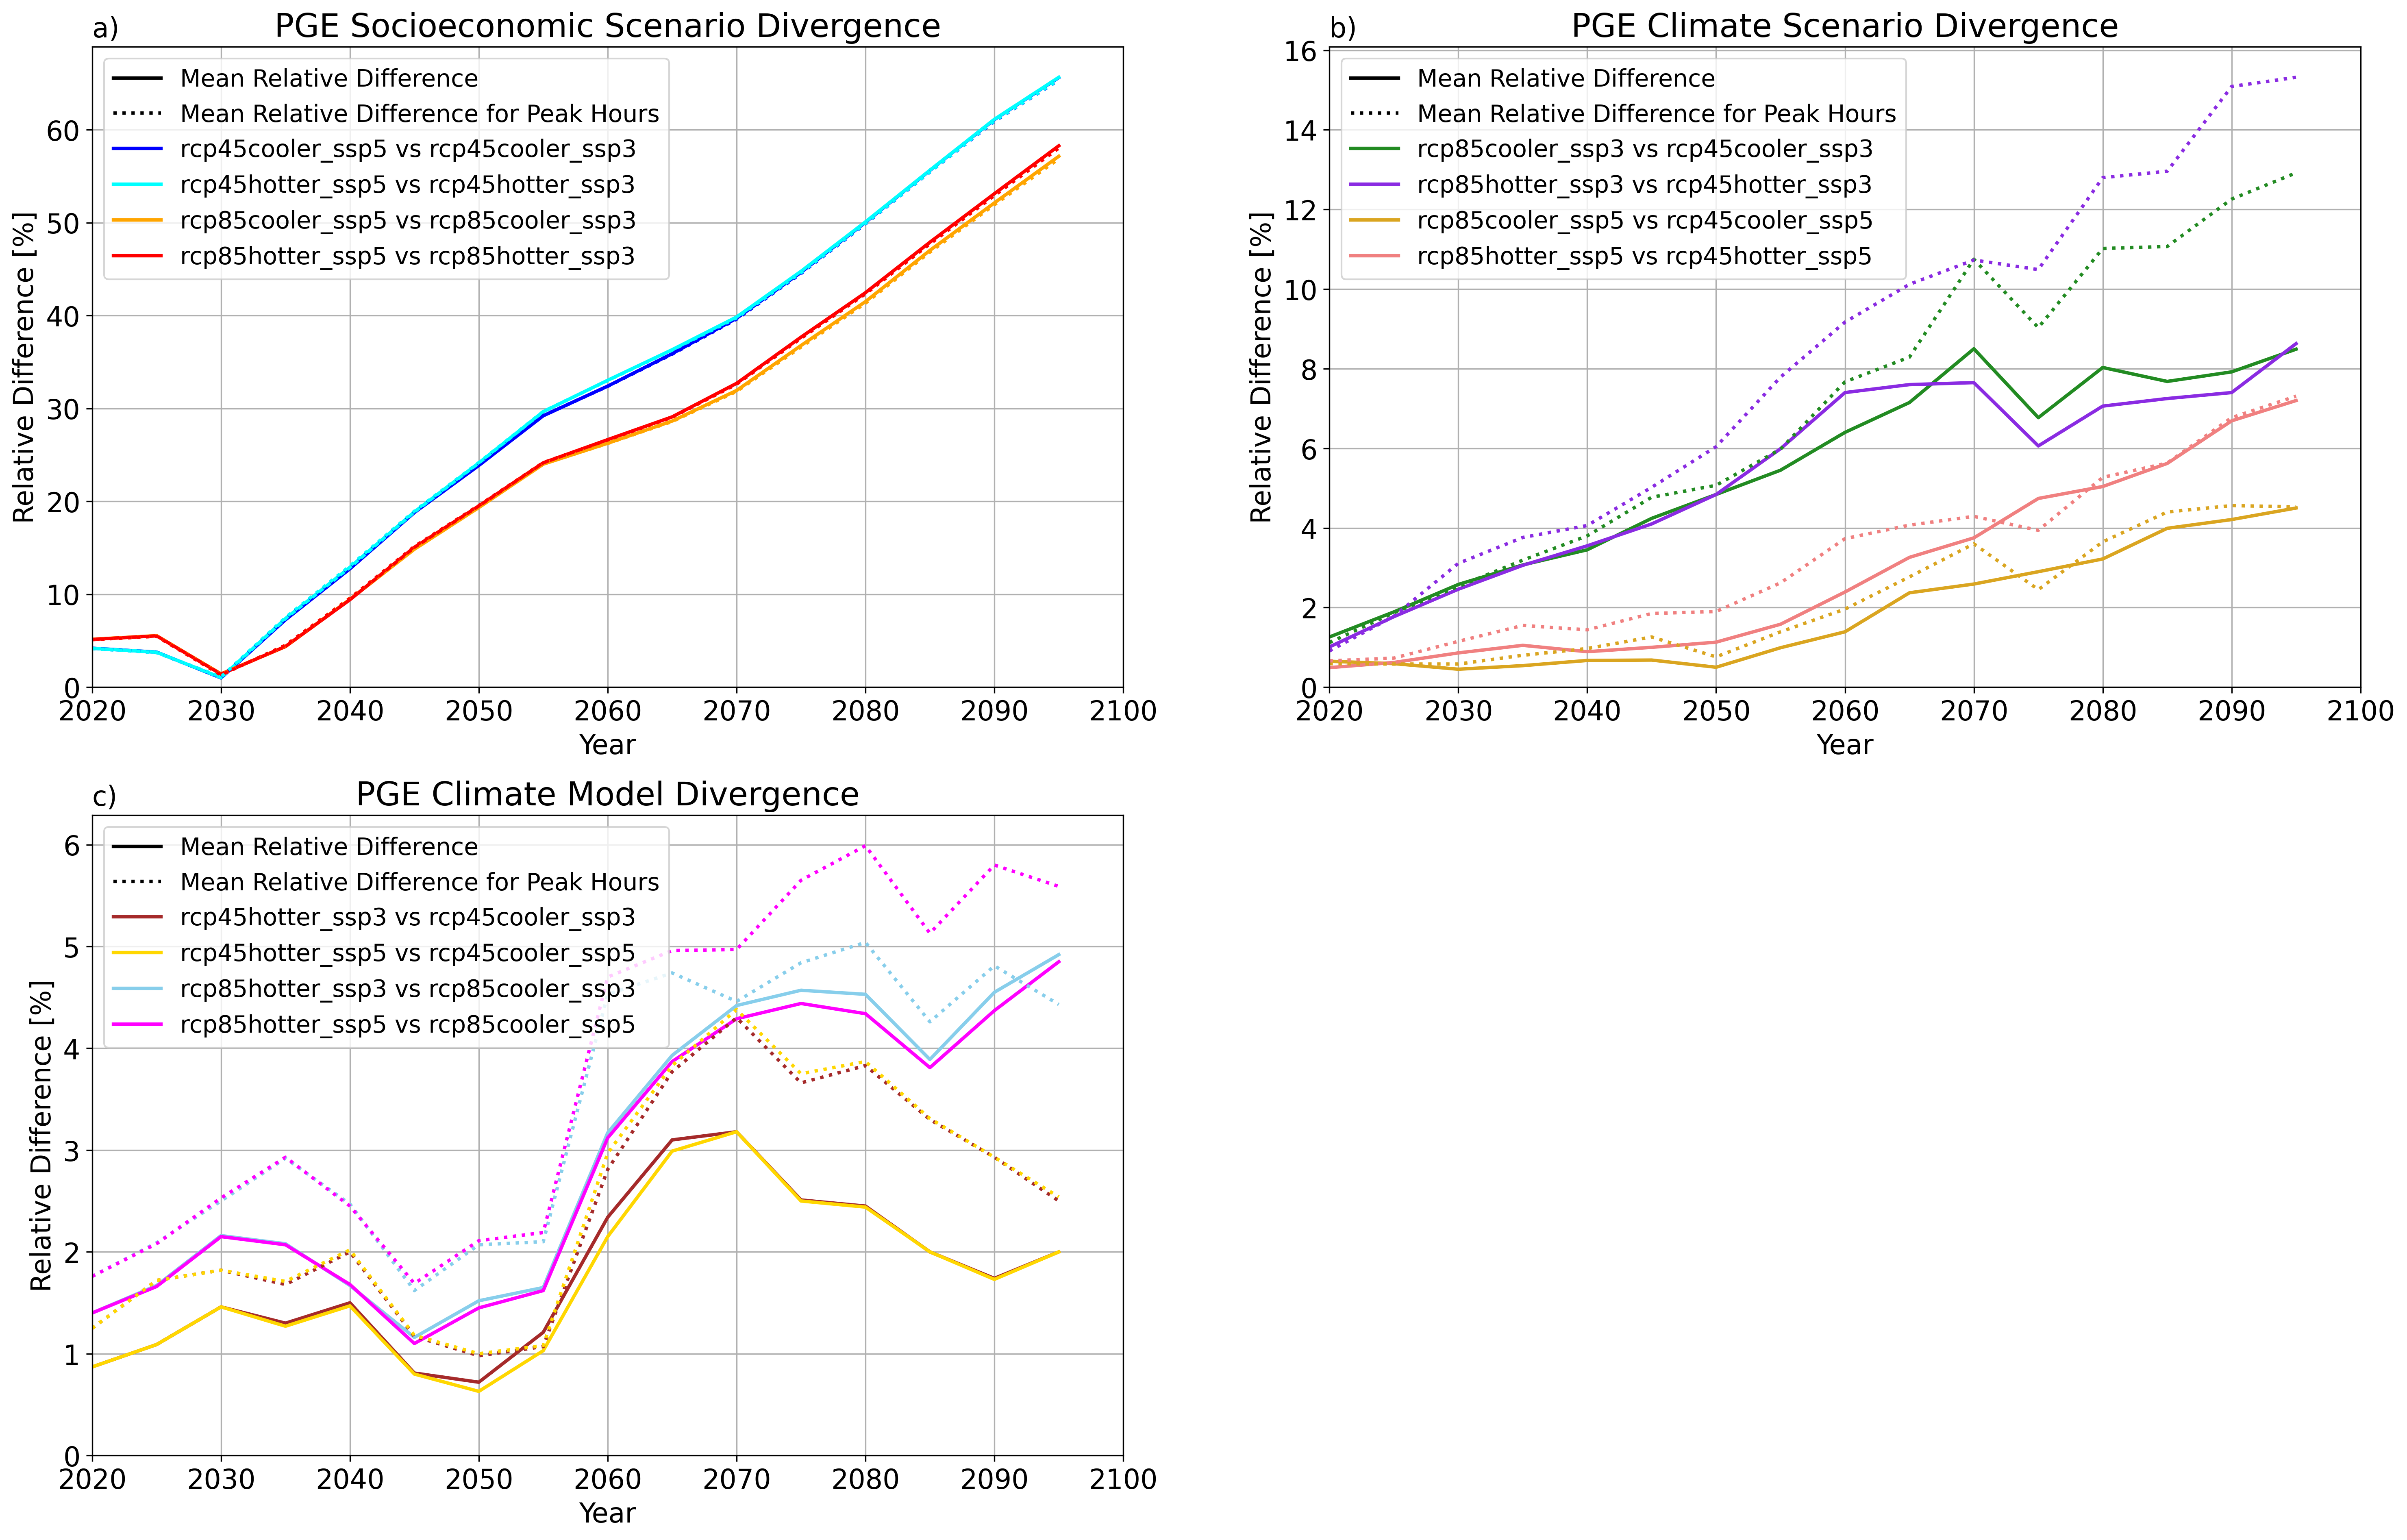 a)
PGE Socioeconomic Scenario Divergence
Mean Relative Difference
Mean Relative Difference for Peak Hours
rcp45cooler_ssp5 vs rcp45cooler_ssp3
rcp45hotter_ssp5 vs rcp45hotter_ssp3
rcp85cooler_ssp5 vs rcp85cooler_ssp3
rcp85hotter_ssp5 vs rcp85hotter_ssp3
Relative Difference [%]
60
50
40
30
20
10
0
2020 2030 2040 2050 2060 2070 2080 2090 2100
Year
b)
PGE Climate Scenario Divergence
Mean Relative Difference
Mean Relative Difference for Peak Hours
rcp85cooler_ssp3 vs rcp45cooler_ssp3
rcp85hotter_ssp3 vs rcp45hotter_ssp3
rcp85cooler_ssp5 vs rcp45cooler_ssp5
rcp85hotter_ssp5 vs rcp45hotter_ssp5
Relative Difference [%]
16
14
12
10
8
6
4
2
0
2020 2030 2040 2050 2060 2070 2080 2090 2100
Year
c)
PGE Climate Model Divergence
Mean Relative Difference
Mean Relative Difference for Peak Hours
rcp45hotter_ssp3 vs rcp45cooler_ssp3
rcp45hotter_ssp5 vs rcp45cooler_ssp5
rcp85hotter_ssp3 vs rcp85cooler_ssp3
rcp85hotter_ssp5 vs rcp85cooler_ssp5
Relative Difference [%]
6
5
4
3
2
1
0
2020 2030 2040 2050 2060 2070 2080 2090 2100
Year